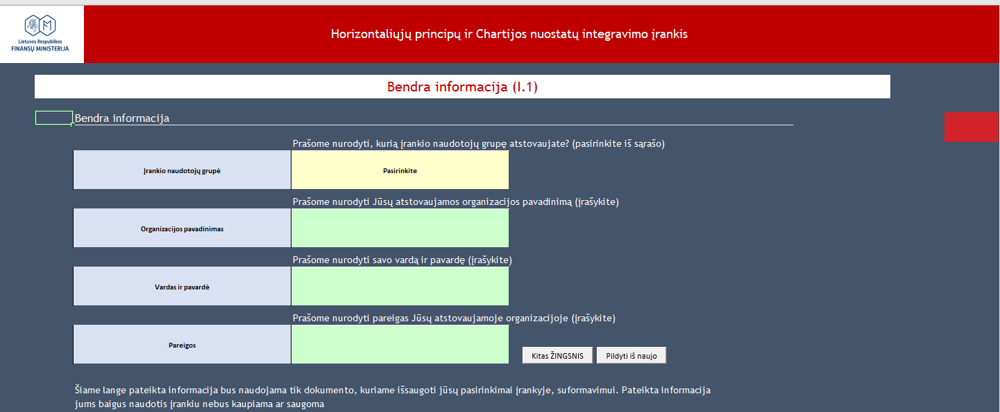 Lietuvos Respublikos
FINANSŲ MINISTERIJA
Horizontaliųjų principų ir Chartijos nuostatų integravimo įrankis
Bendra informacija (I.1)
Bendra informacija
Prašome nurodyti, kurią įrankio naudotojų grupę atstovaujate? (pasirinkite iš sąrašo)
Įrankio naudotojų grupė
Pasirinkite
Prašome nurodyti Jūsų atstovaujamos organizacijos pavadinimą (įrašykite)
Organizacijos pavadinimas
Prašome nurodyti savo vardą ir pavardę (įrašykite)
Vardas ir pavardė
Prašome nurodyti pareigas Jūsų atstovaujamoje organizacijoje (įrašykite)
Pareigos
Kitas ŽINGSNIS
Pildyti iš naujo
Šiame lange pateikta informacija bus naudojama tik dokumento, kuriame išsaugoti jūsų pasirinkimai įrankyje, suformavimui. Pateikta informacija
jums baigus naudotis įrankiu nebus kaupiama ar saugoma